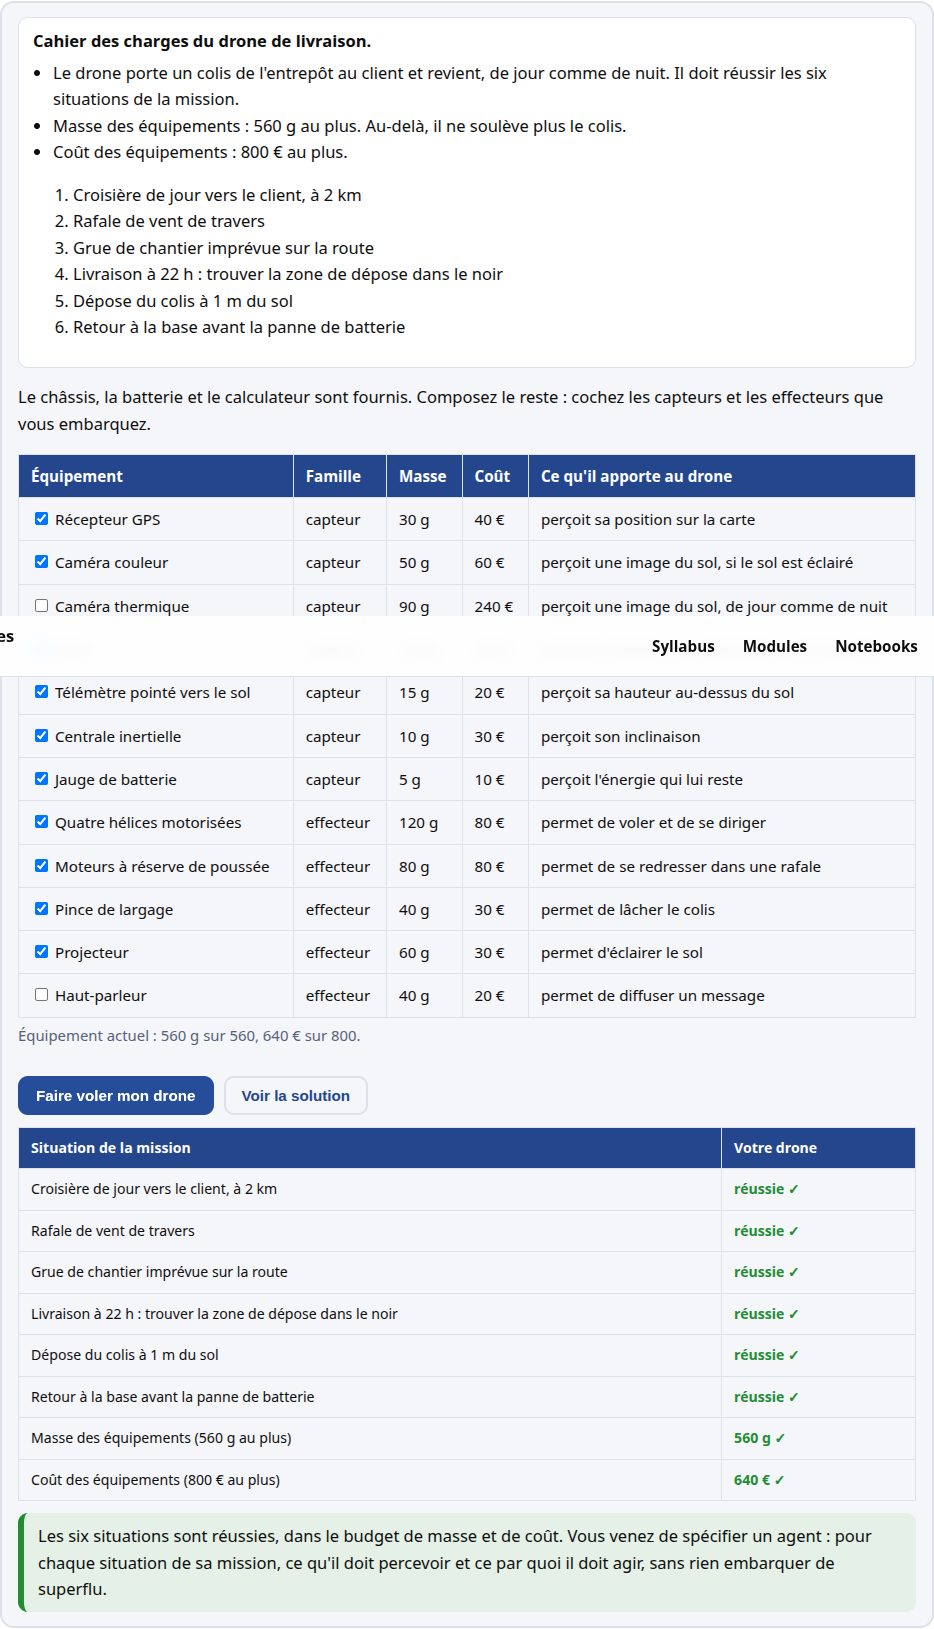 Cahier des charges du drone de livraison.
• Le drone porte un colis de l'entrepôt au client et revient, de jour comme de nuit. Il doit réussir les six
situations de la mission.
• Masse des équipements : 560 g au plus. Au-delà, il ne soulève plus le colis.
• Coût des équipements : 800 € au plus.
1. Croisière de jour vers le client, à 2 km
2. Rafale de vent de travers
3. Grue de chantier imprévue sur la route
4. Livraison à 22 h : trouver la zone de dépose dans le noir
5. Dépose du colis à 1 m du sol
6. Retour à la base avant la panne de batterie
Le châssis, la batterie et le calculateur sont fournis. Composez le reste : cochez les capteurs et les effecteurs que
vous embarquez.
Équipement Famille Masse Coût Ce qu'il apporte au drone
Récepteur GPS capteur 30 g 40 € perçoit sa position sur la carte
Caméra couleur capteur 50 g 60 € perçoit une image du sol, si le sol est éclairé
Caméra thermique capteur 90 g 240 € perçoit une image du sol, de jour comme de nuit
es
Syllabus Modules Notebooks
Télémètre pointé vers le sol capteur 15 g 20 € perçoit sa hauteur au-dessus du sol
Centrale inertielle capteur 10 g 30 € perçoit son inclinaison
Jauge de batterie capteur 5 g 10 € perçoit l'énergie qui lui reste
Quatre hélices motorisées effecteur 120 g 80 € permet de voler et de se diriger
Moteurs à réserve de poussée effecteur 80 g 80 € permet de se redresser dans une rafale
Pince de largage effecteur 40 g 30 € permet de lâcher le colis
Projecteur effecteur 60 g 30 € permet d'éclairer le sol
Haut-parleur effecteur 40 g 20 € permet de diffuser un message
Équipement actuel : 560 g sur 560, 640 € sur 800.
Faire voler mon drone Voir la solution
Situation de la mission Votre drone
Croisière de jour vers le client, à 2 km réussie ✓
Rafale de vent de travers réussie ✓
Grue de chantier imprévue sur la route réussie ✓
Livraison à 22 h : trouver la zone de dépose dans le noir réussie ✓
Dépose du colis à 1 m du sol réussie ✓
Retour à la base avant la panne de batterie réussie ✓
Masse des équipements (560 g au plus) 560 g ✓
Coût des équipements (800 € au plus) 640 € ✓
Les six situations sont réussies, dans le budget de masse et de coût. Vous venez de spécifier un agent : pour
chaque situation de sa mission, ce qu'il doit percevoir et ce par quoi il doit agir, sans rien embarquer de
superflu.